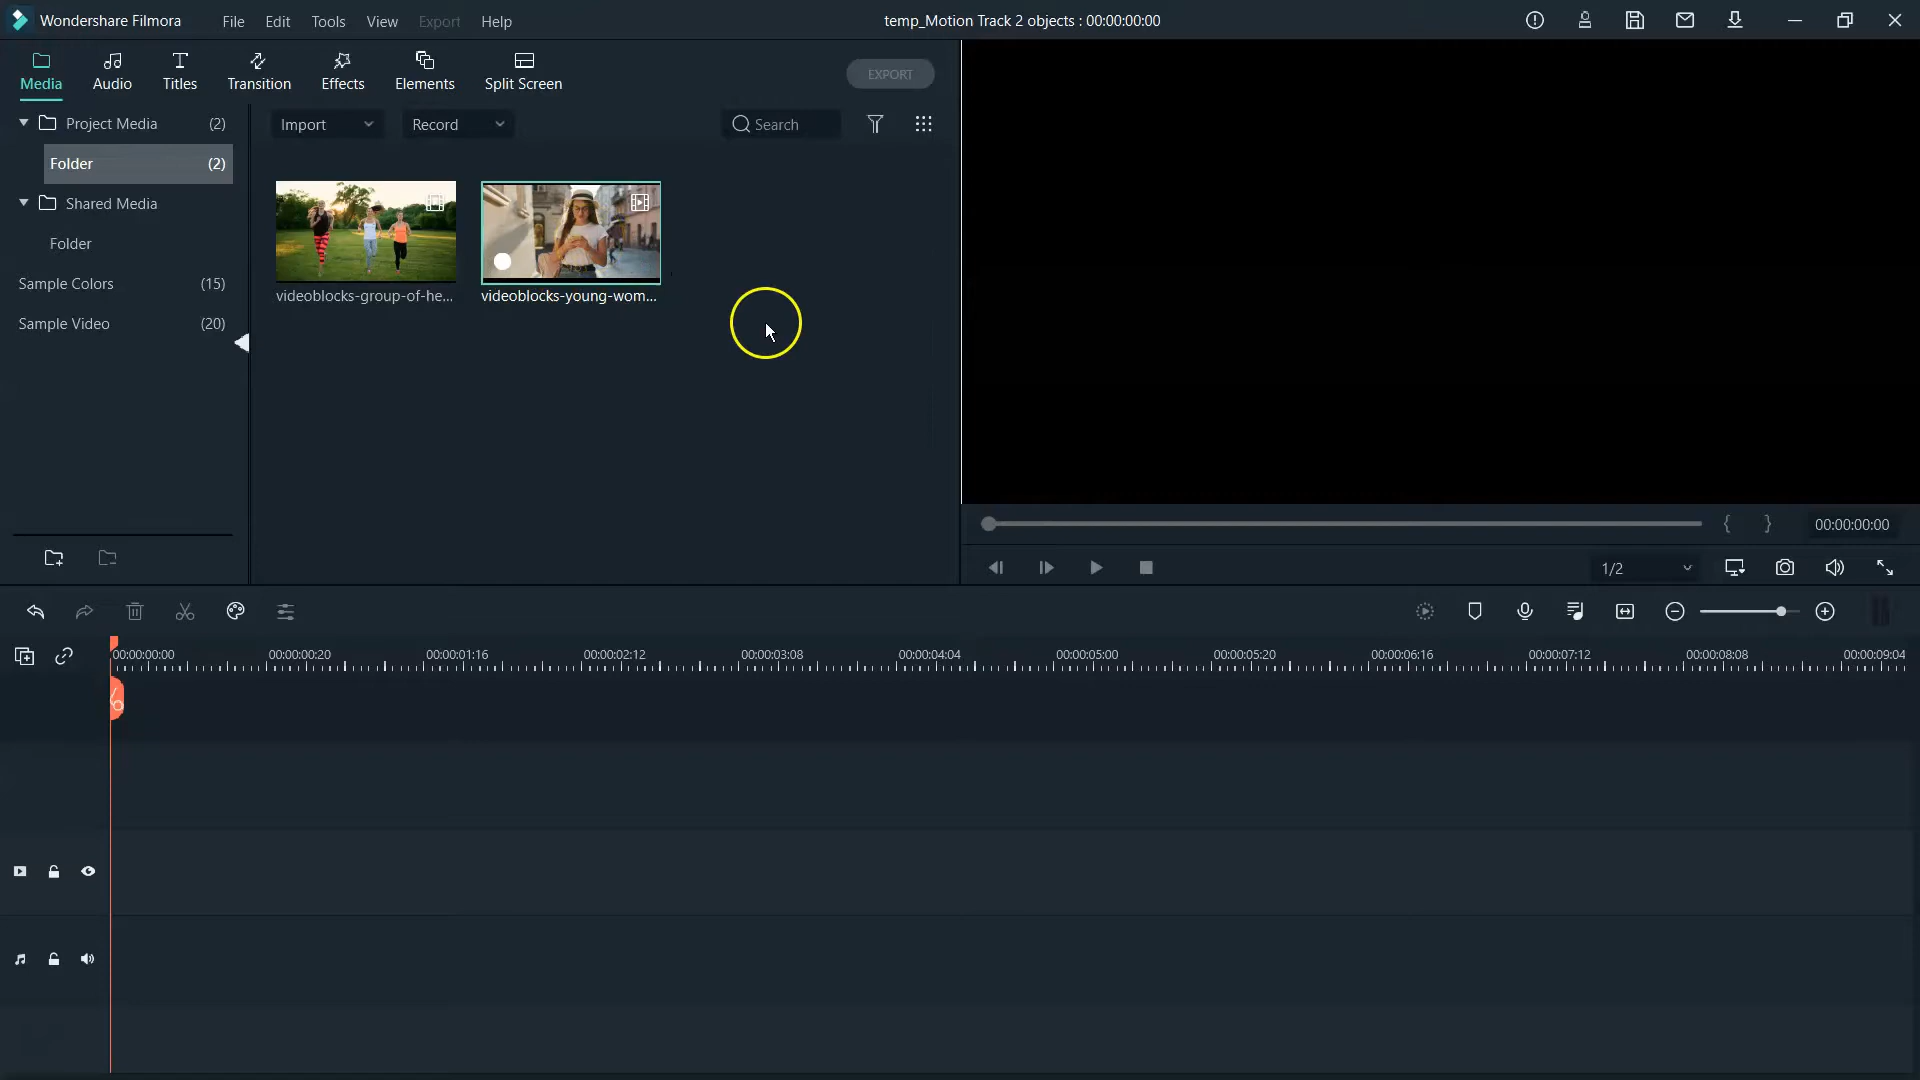 Wondershare Filmora
File Edit Tools View Export Help
temp_Motion Track 2 objects : 00:00:00:00
Media Audio Titles Transition Effects Elements Split Screen
EXPORT
Project Media (2)
Import Record Search
Folder (2)
Shared Media
Folder
Sample Colors (15)
Sample Video (20)
videoblocks-group-of-he... videoblocks-young-wom...
00:00:00:00
1/2
00:00:00:00 00:00:00:20 00:00:01:16 00:00:02:12 00:00:03:08 00:00:04:04 00:00:05:00 00:00:05:20 00:00:06:16 00:00:07:12 00:00:08:08 00:00:09:04